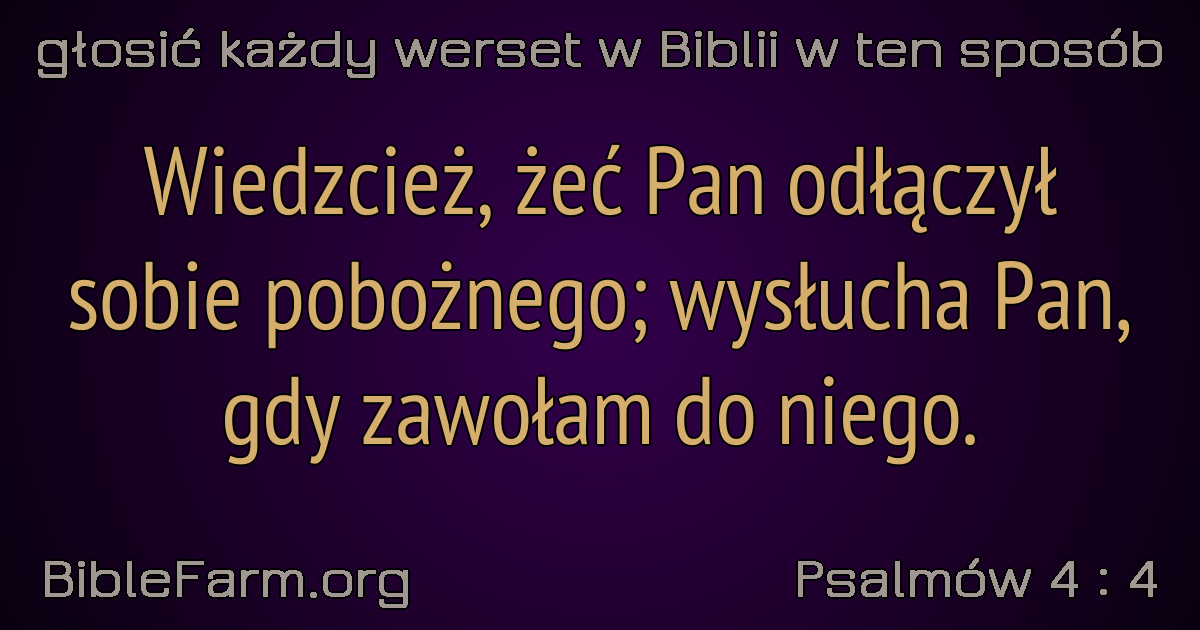 głosić każdy werset w Biblii w ten sposób
Wiedzcież, żeć Pan odłączył
sobie pobożnego; wysłucha Pan,
gdy zawołam do niego.
BibleFarm.org
Psalmów 4 : 4